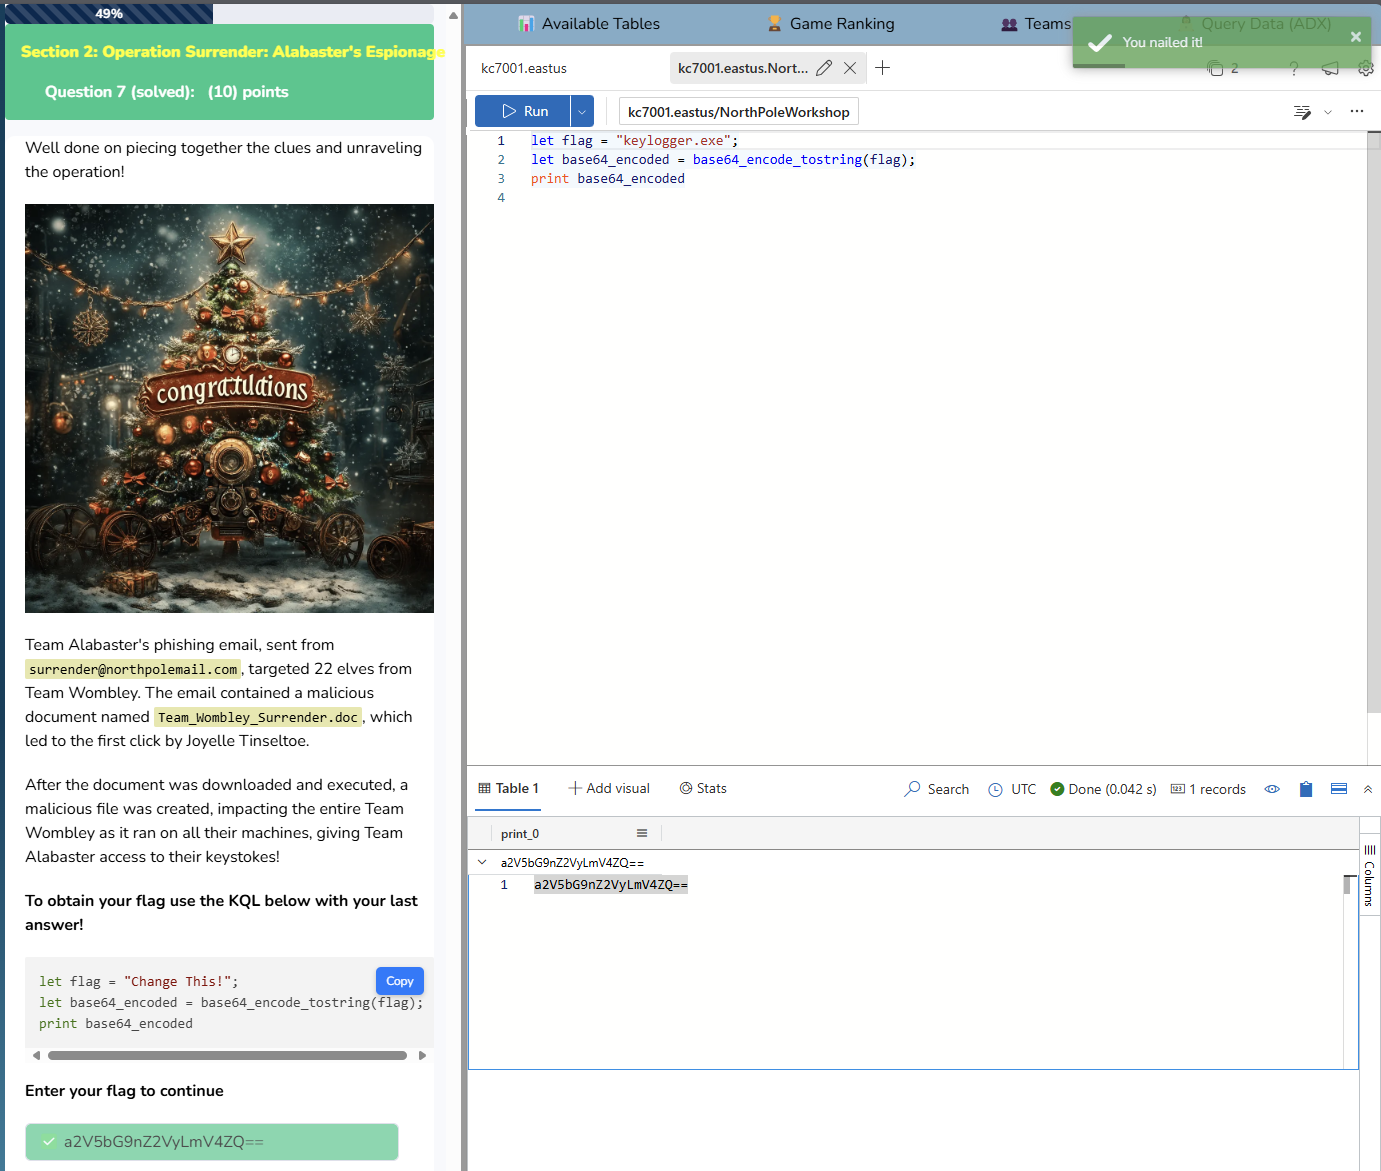 49%
Section 2: Operation Surrender: Alabaster's Espionage
Question 7 (solved): (10) points
Well done on piecing together the clues and unraveling
the operation!
congratulations
Team Alabaster's phishing email, sent from
surrender@northpolemail.com, targeted 22 elves from
Team Wombley. The email contained a malicious
document named Team_Wombley_Surrender.doc, which
led to the first click by Joyelle Tinseltoe.
After the document was downloaded and executed, a
malicious file was created, impacting the entire Team
Wombley as it ran on all their machines, giving Team
Alabaster access to their keystokes!
To obtain your flag use the KQL below with your last
answer!
let flag = "Change This!";
Copy
let base64_encoded = base64_encode_tostring(flag);
print base64_encoded
Enter your flag to continue
a2V5bG9nZ2VyLmV4ZQ==
Available Tables
Game Ranking
Teams
Query Data (ADX)
You nailed it!
kc7001.eastus
kc7001.eastus.Nort...
2
?
Run
kc7001.eastus/NorthPoleWorkshop
1 let flag = "keylogger.exe";
2 let base64_encoded = base64_encode_tostring(flag);
3 print base64_encoded
4
Table 1
Add visual
Stats
Search
UTC
Done (0.042 s)
1 records
print_0
a2V5bG9nZ2VyLmV4ZQ==
1 a2V5bG9nZ2VyLmV4ZQ==
Columns